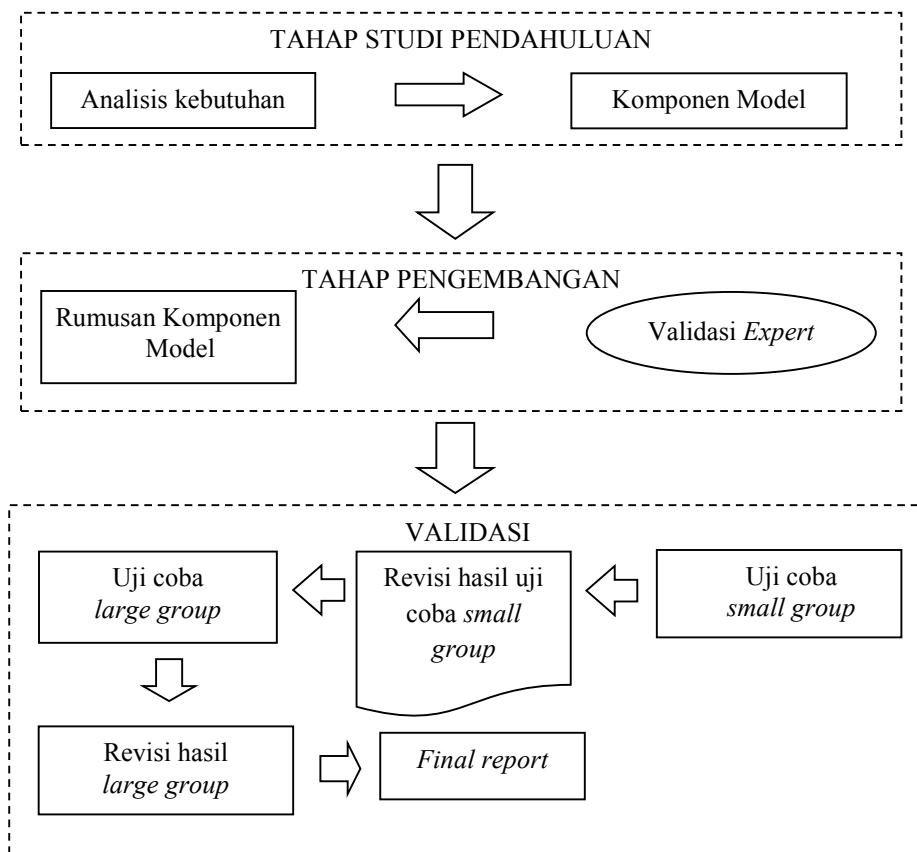 TAHAP STUDI PENDAHULUAN
Analisis kebutuhan
Komponen Model
TAHAP PENGEMBANGAN
Rumusan Komponen
Model
Validasi Expert
VALIDASI
Uji coba
large group
Revisi hasil uji
coba small
group
Uji coba
small group
Revisi hasil
large group
Final report